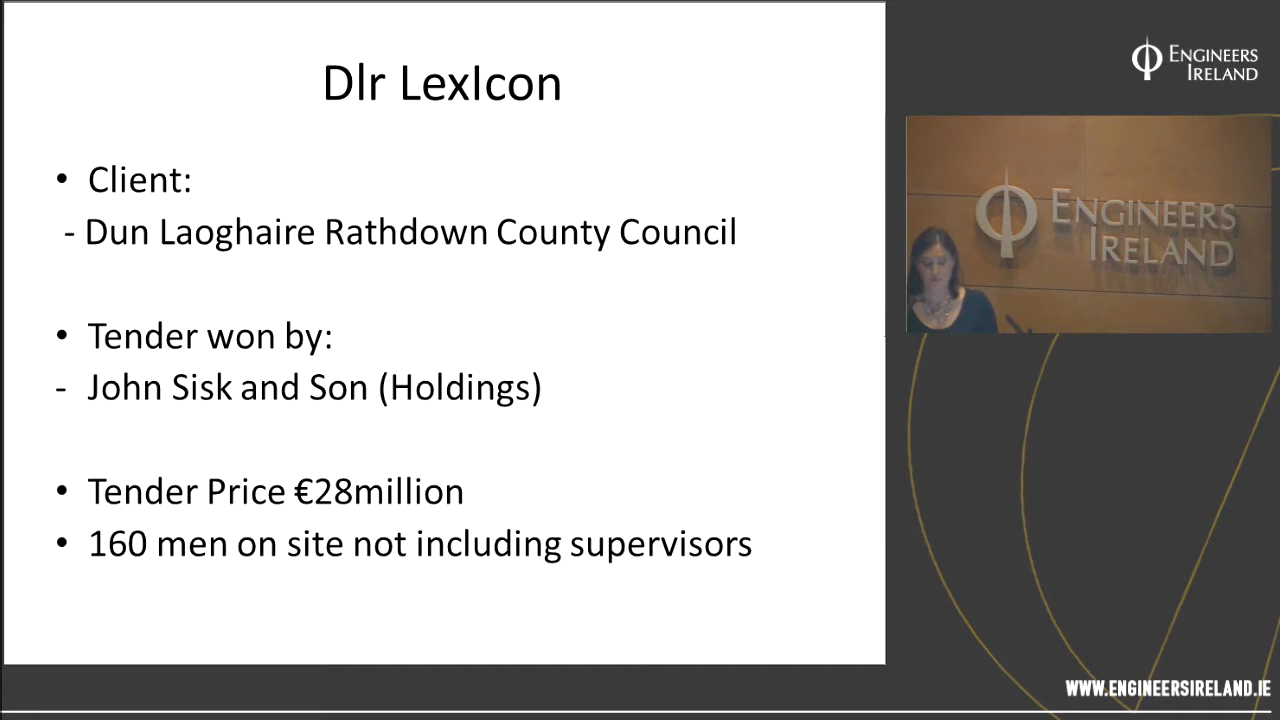 Dlr LexIcon
• Client:
- Dun Laoghaire Rathdown County Council
• Tender won by:
- John Sisk and Son (Holdings)
• Tender Price €28million
• 160 men on site not including supervisors
ENGINEERS
IRELAND
ENGINEERS
IRELAND
WWW.ENGINEERSIRELAND.IE